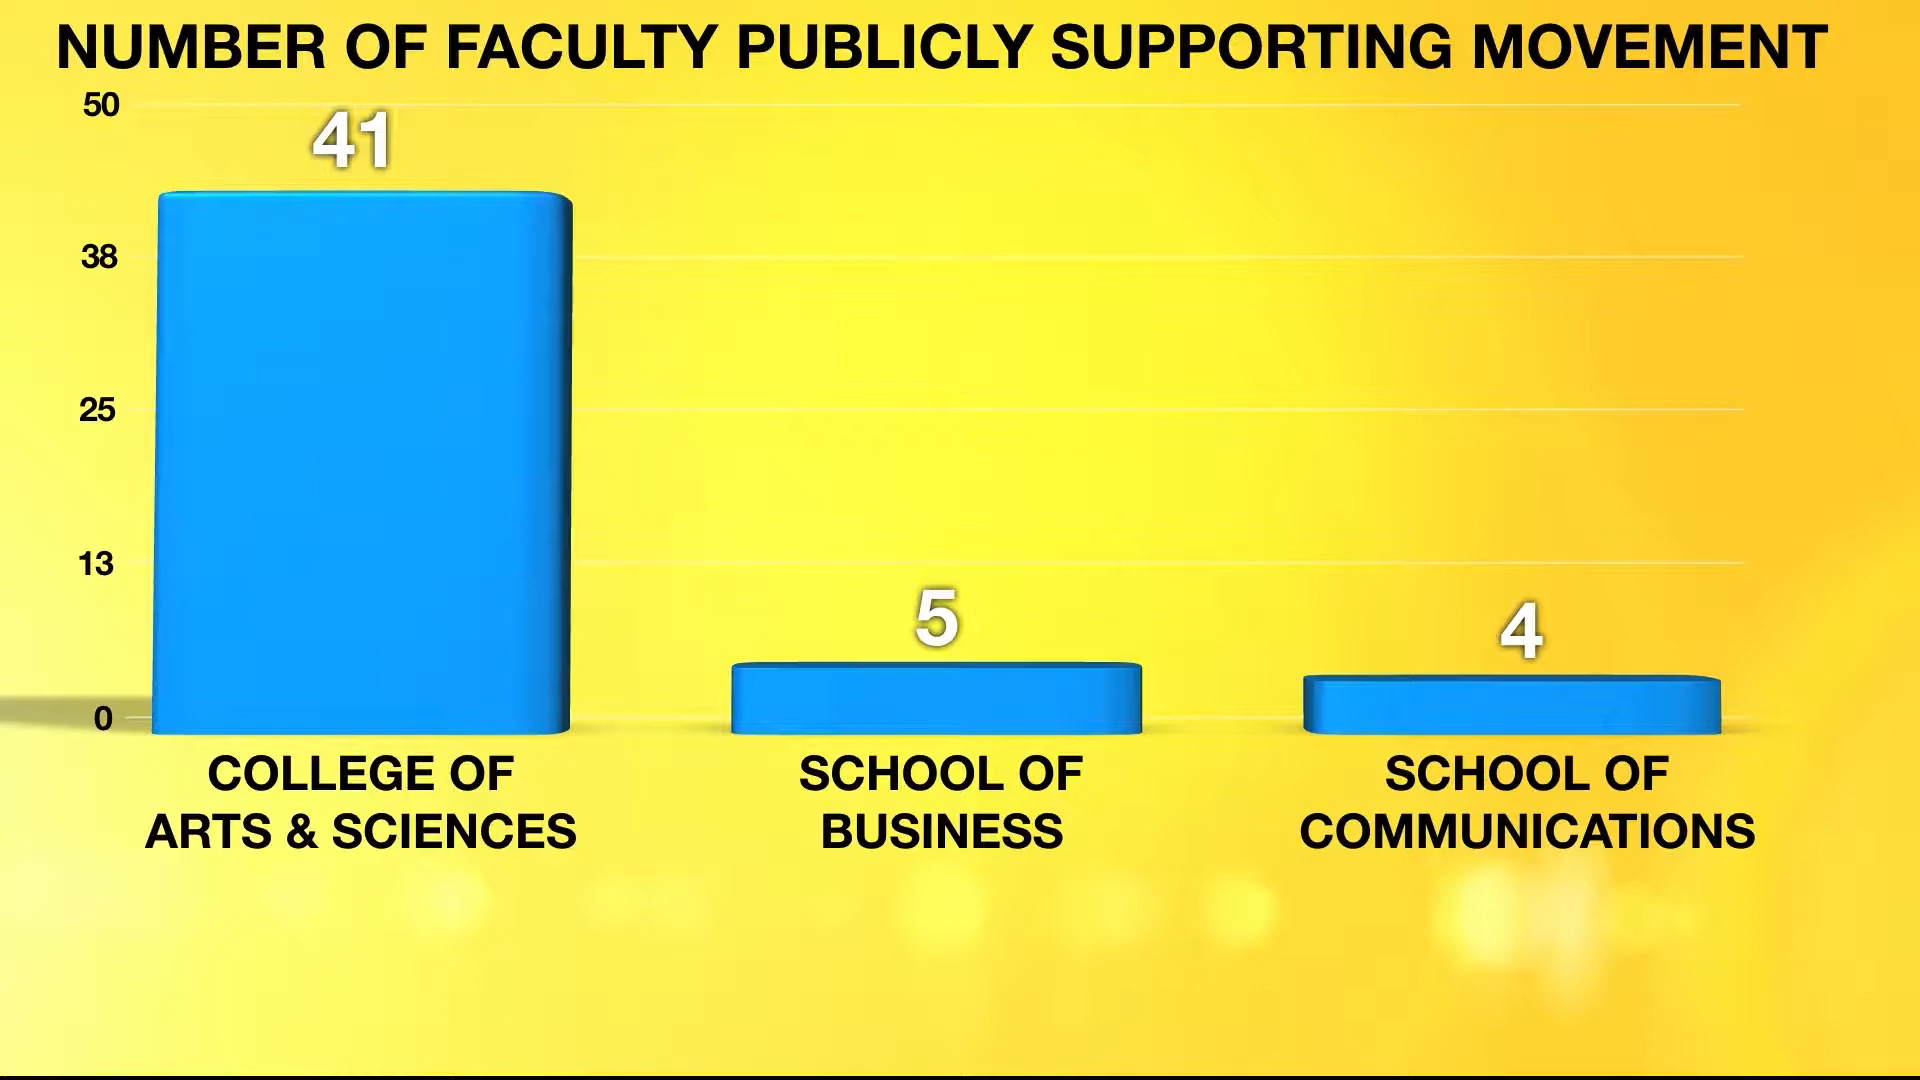 NUMBER OF FACULTY PUBLICLY SUPPORTING MOVEMENT
50
41
38
25
13
5
4
0
COLLEGE OF
ARTS & SCIENCES
SCHOOL OF
BUSINESS
SCHOOL OF
COMMUNICATIONS